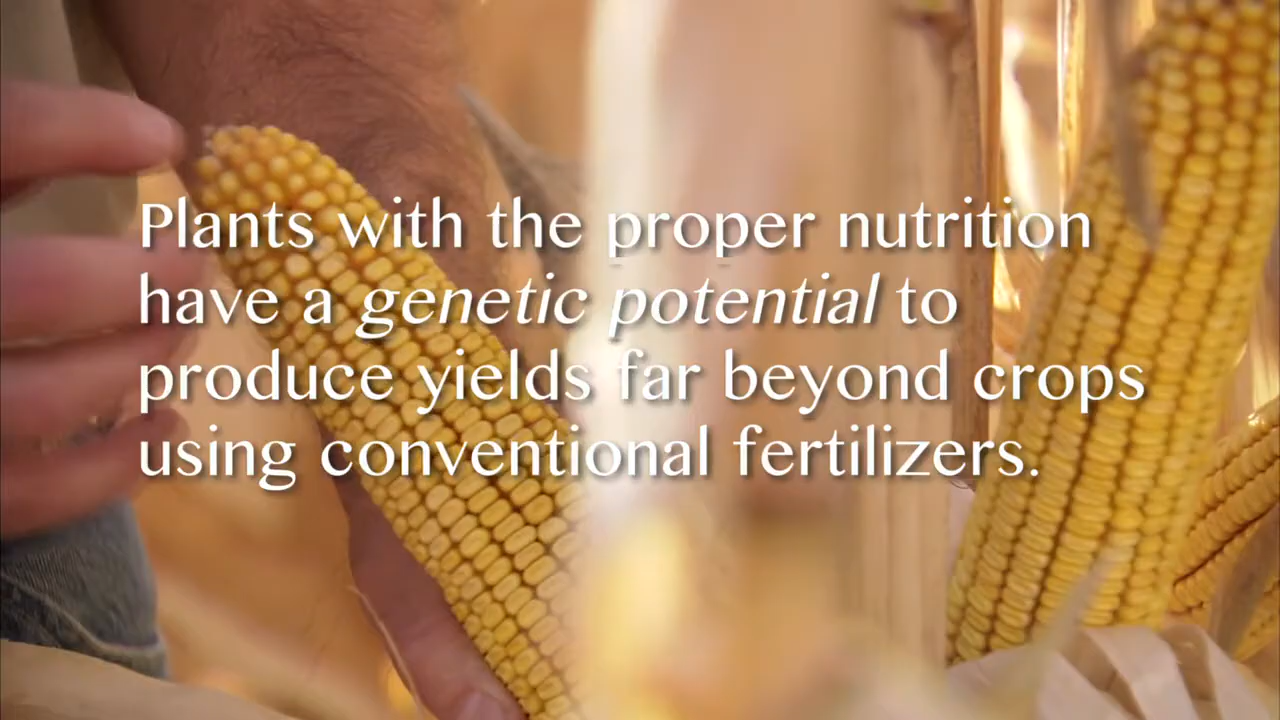 Plants with the proper nutrition
have a genetic potential to
produce yields far beyond crops
using conventional fertilizers.